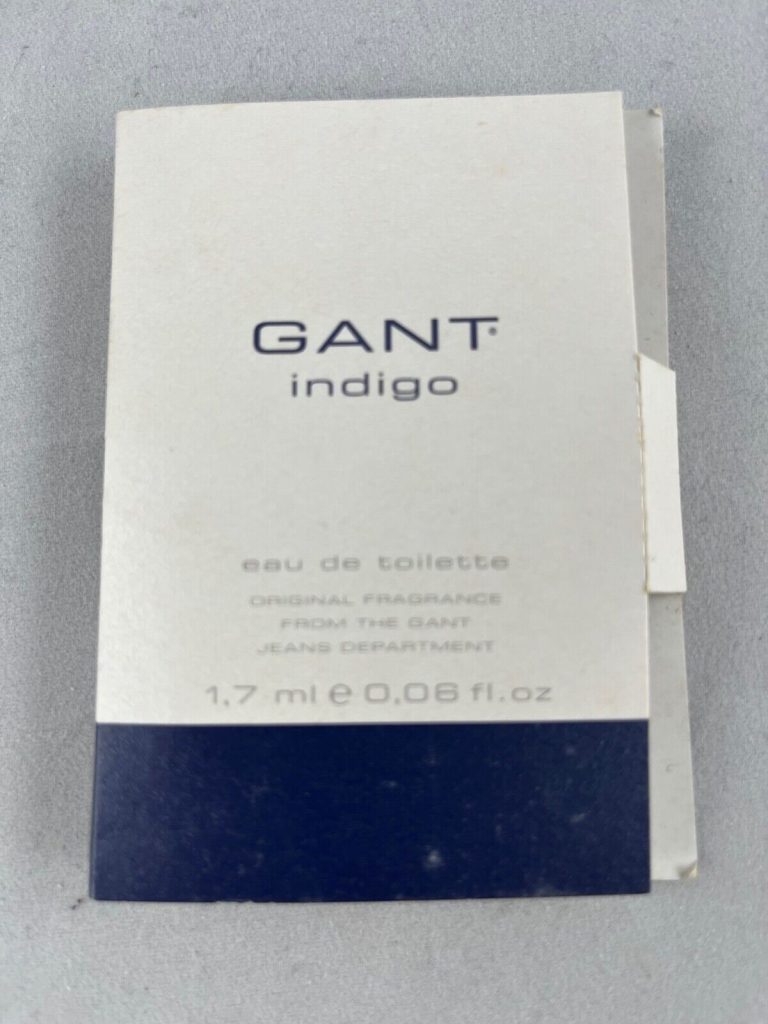 GANT®
indigo
eau de toilette
ORIGINAL FRAGRANCE
FROM THE GANT
JEANS DEPARTMENT
1,7 ml e 0,06 fl.oz